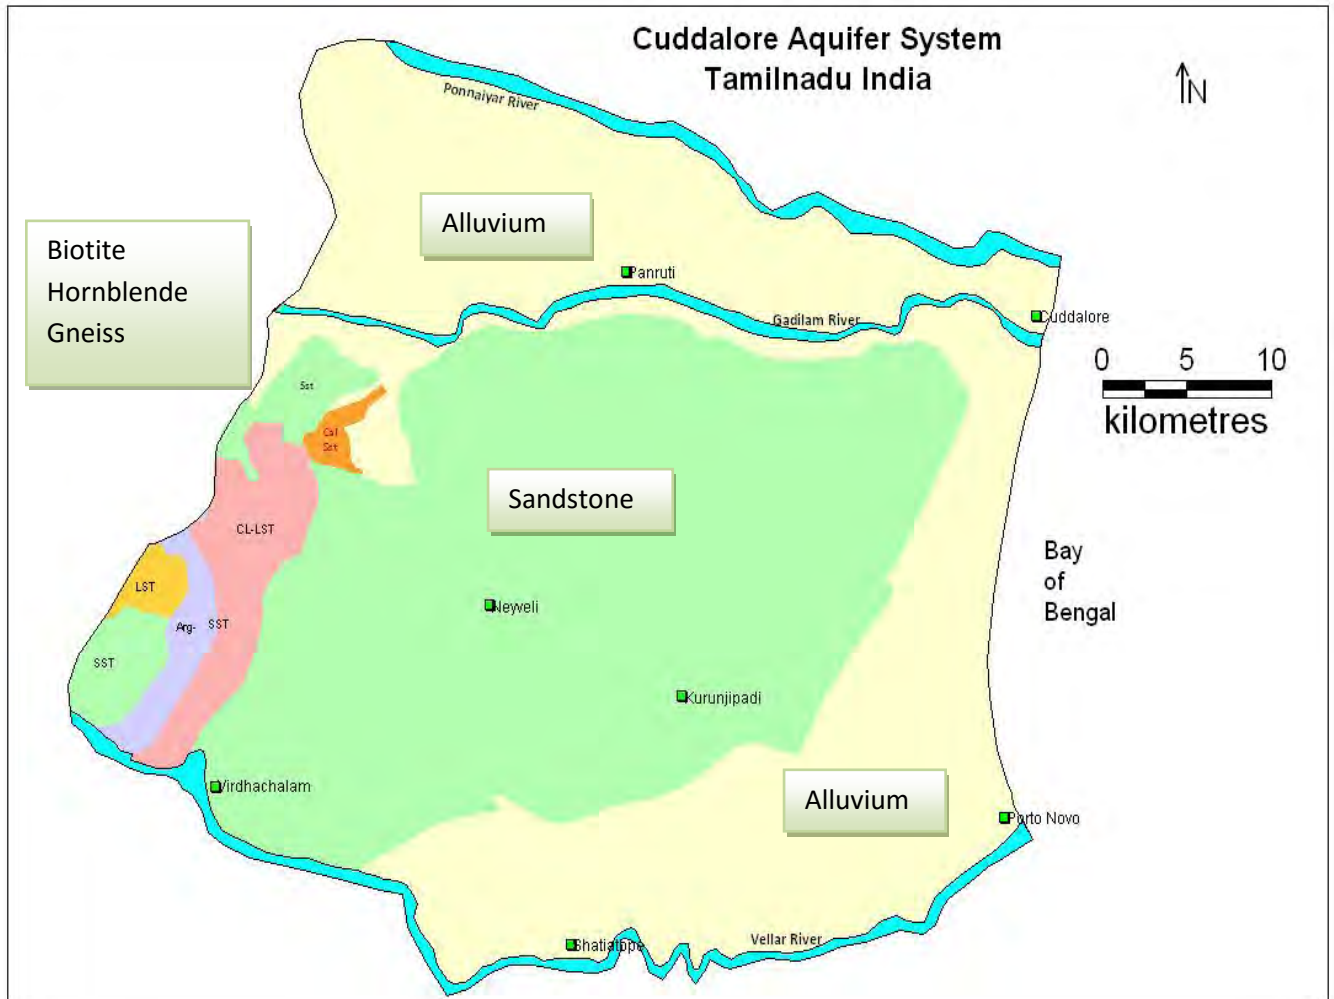 Cuddalore Aquifer System
Tamilnadu India
N
Ponnaiyar River
Biotite
Hornblende
Gneiss
Alluvium
Panruti
Gadilam River
Cuddalore
0 5 10
kilometres
Sst
Cal
Sst
Sandstone
CL-LST
Bay
of
Bengal
LST
Neyveli
Arg- SST
SST
Kurunjipadi
Virdhachalam
Alluvium
Porto Novo
Vellar River
Bhatiatope